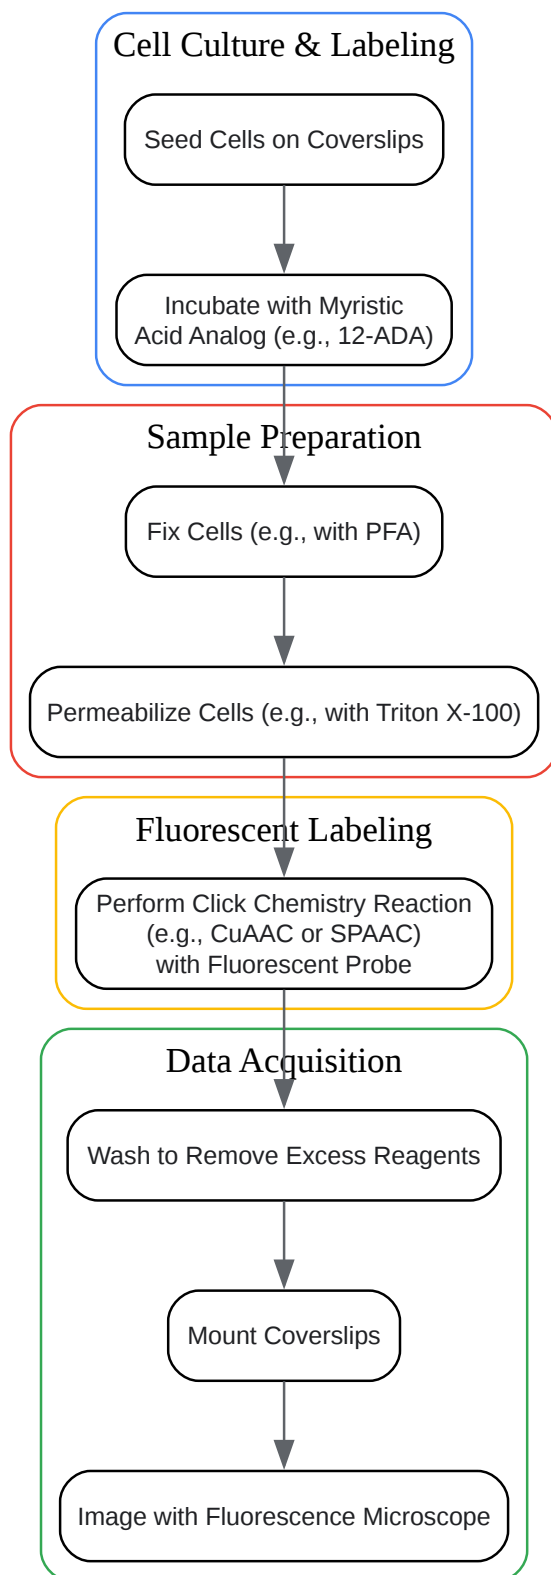 Cell Culture & Labeling
Seed Cells on Coverslips
Incubate with Myristic
Acid Analog (e.g., 12-ADA)
Sample Preparation
Fix Cells (e.g., with PFA)
Permeabilize Cells (e.g., with Triton X-100)
Fluorescent Labeling
Perform Click Chemistry Reaction
(e.g., CuAAC or SPAAC)
with Fluorescent Probe
Data Acquisition
Wash to Remove Excess Reagents
Mount Coverslips
Image with Fluorescence Microscope